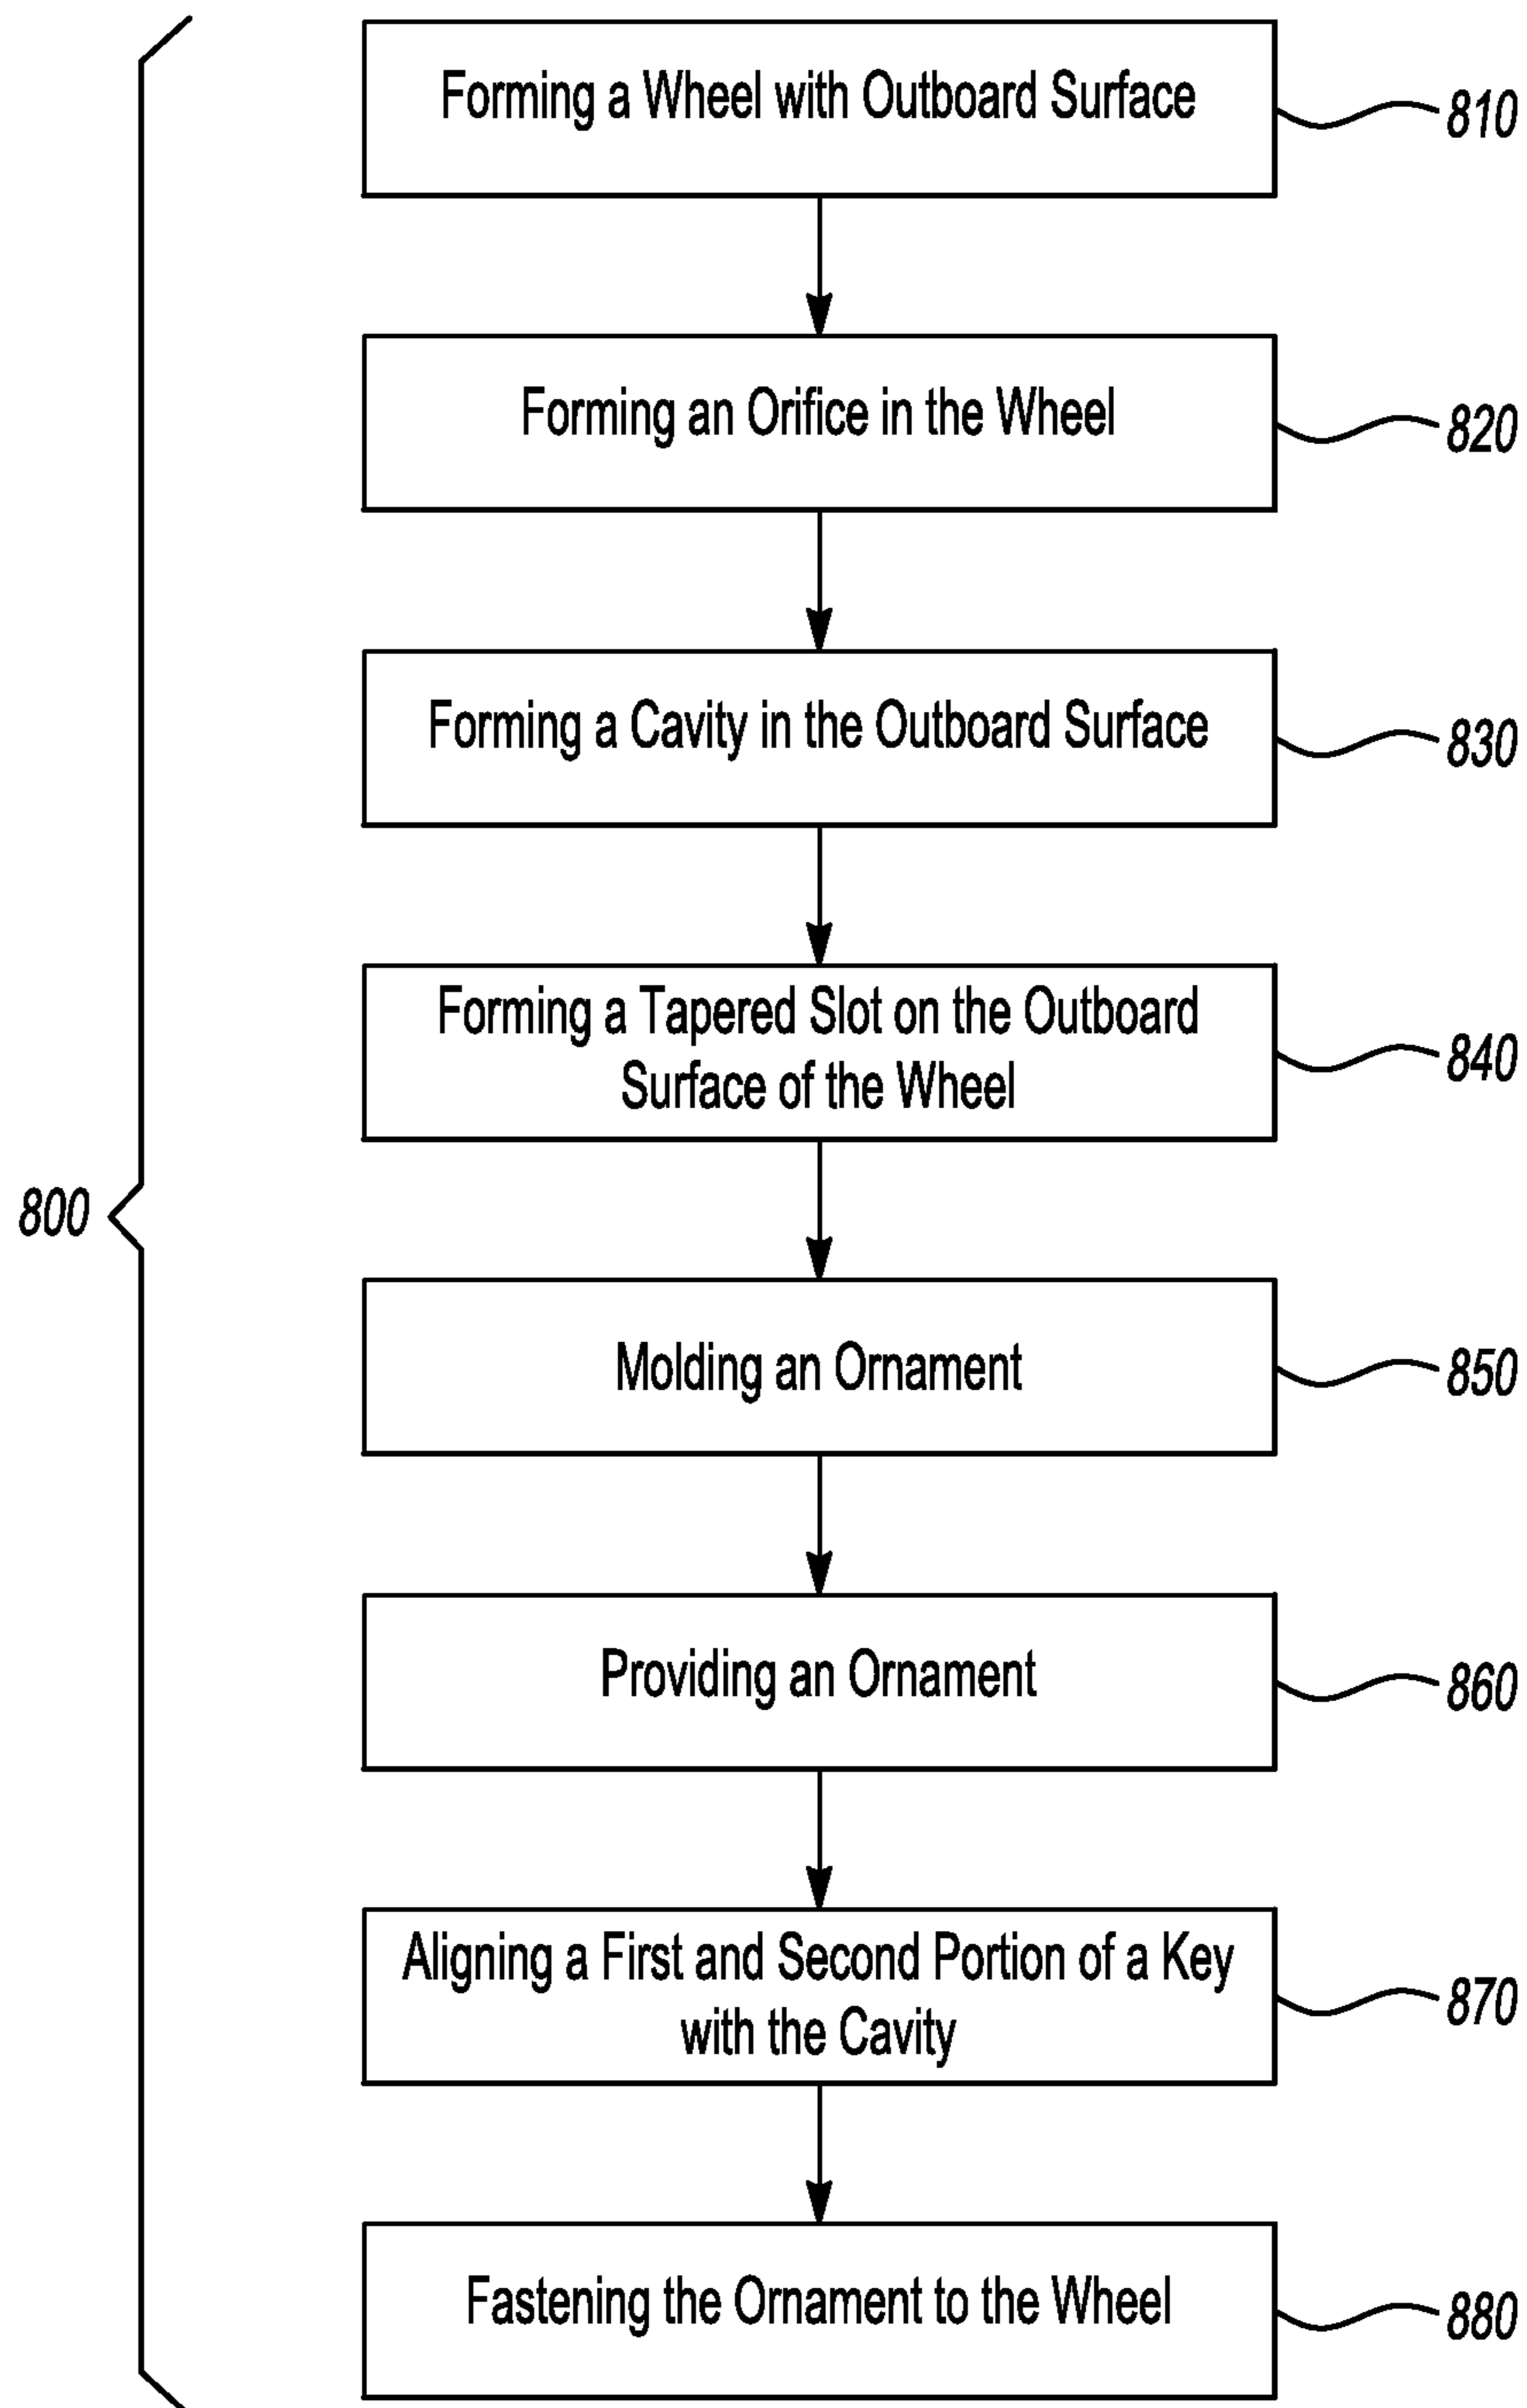 Forming a Wheel with Outboard Surface
810
Forming an Orifice in the Wheel
820
Forming a Cavity in the Outboard Surface
830
Forming a Tapered Slot on the Outboard
Surface of the Wheel
840
800
Molding an Ornament
850
Providing an Ornament
860
Aligning a First and Second Portion of a Key
with the Cavity
870
Fastening the Ornament to the Wheel
880